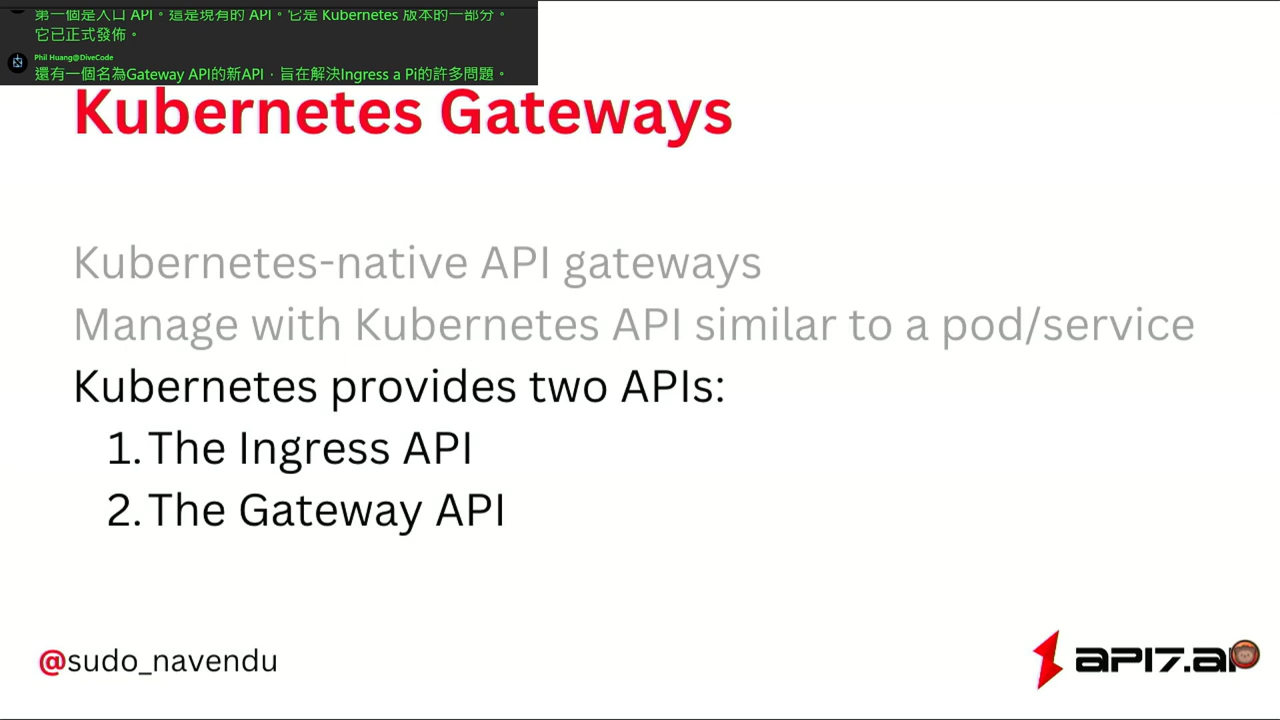 第一個是入口 API。這是現有的 API。它是 Kubernetes 版本的一部分。
它已正式發佈。
Phil Huang@DiveCode
還有一個名為Gateway API的新API，旨在解決Ingress a Pi的許多問題。
Kubernetes Gateways
Kubernetes-native API gateways
Manage with Kubernetes API similar to a pod/service
Kubernetes provides two APIs:
1. The Ingress API
2. The Gateway API
@sudo_navendu
API7.ai